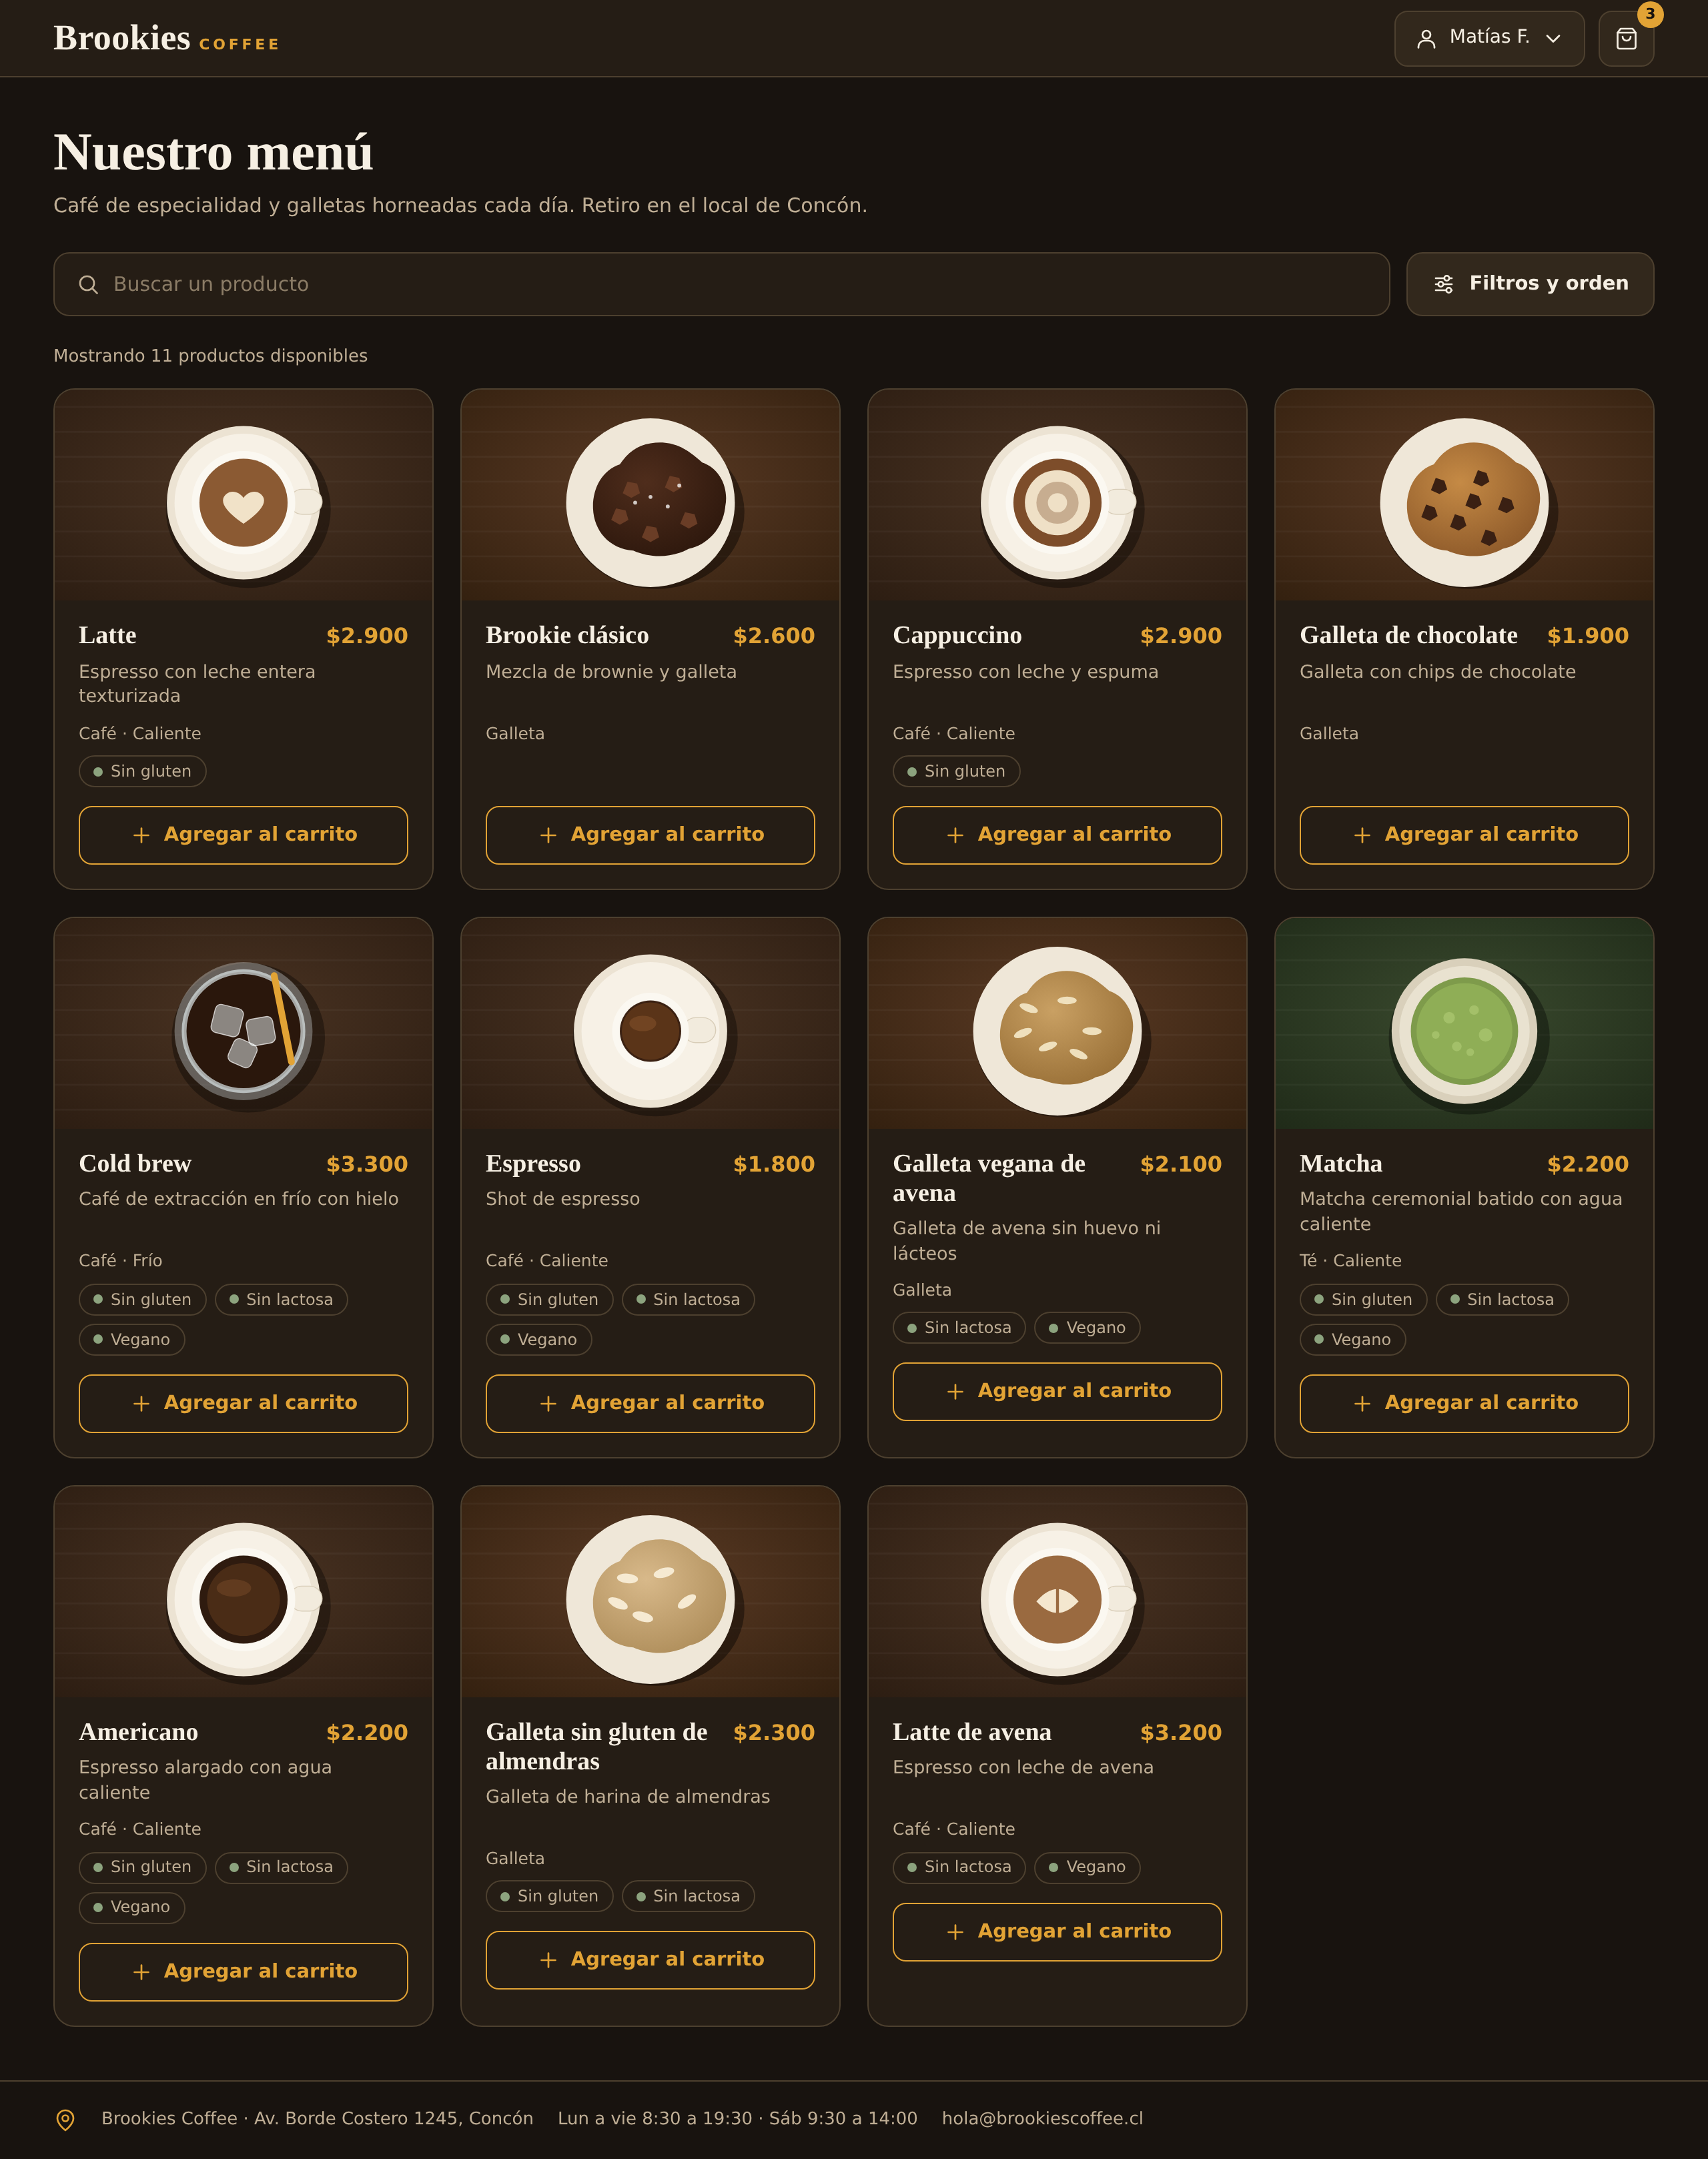 Brookies COFFEE
Matías F.
3
Nuestro menú
Café de especialidad y galletas horneadas cada día. Retiro en el local de Concón.
Buscar un producto
Filtros y orden
Mostrando 11 productos disponibles
Latte $2.900
Espresso con leche entera
texturizada
Café · Caliente
Sin gluten
Agregar al carrito
Brookie clásico $2.600
Mezcla de brownie y galleta
Galleta
Agregar al carrito
Cappuccino $2.900
Espresso con leche y espuma
Café · Caliente
Sin gluten
Agregar al carrito
Galleta de chocolate $1.900
Galleta con chips de chocolate
Galleta
Agregar al carrito
Cold brew $3.300
Café de extracción en frío con hielo
Café · Frío
Sin gluten Sin lactosa
Vegano
Agregar al carrito
Espresso $1.800
Shot de espresso
Café · Caliente
Sin gluten Sin lactosa
Vegano
Agregar al carrito
Galleta vegana de $2.100
avena
Galleta de avena sin huevo ni
lácteos
Galleta
Sin lactosa Vegano
Agregar al carrito
Matcha $2.200
Matcha ceremonial batido con agua
caliente
Té · Caliente
Sin gluten Sin lactosa
Vegano
Agregar al carrito
Americano $2.200
Espresso alargado con agua
caliente
Café · Caliente
Sin gluten Sin lactosa
Vegano
Agregar al carrito
Galleta sin gluten de $2.300
almendras
Galleta de harina de almendras
Galleta
Sin gluten Sin lactosa
Agregar al carrito
Latte de avena $3.200
Espresso con leche de avena
Café · Caliente
Sin lactosa Vegano
Agregar al carrito
Brookies Coffee · Av. Borde Costero 1245, Concón Lun a vie 8:30 a 19:30 · Sáb 9:30 a 14:00 hola@brookiescoffee.cl